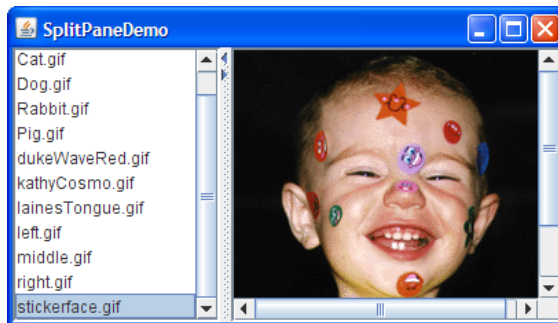 SplitPaneDemo
Cat.gif
Dog.gif
Rabbit.gif
Pig.gif
dukeWaveRed.gif
kathyCosmo.gif
lainesTongue.gif
left.gif
middle.gif
right.gif
stickerface.gif